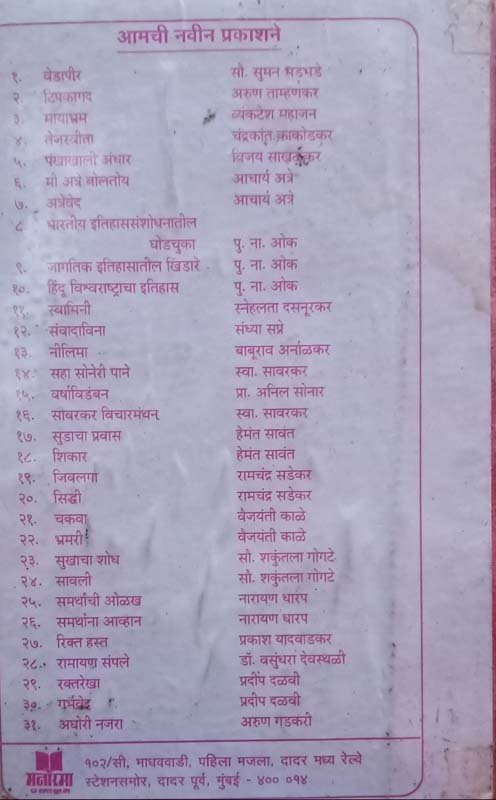 आमची नवीन प्रकाशने
१. वेडापीर सौ. सुमन भडभडे
२. टिपकागद अरुण ताम्हणकर
३. मायाभ्रम व्यंकटेश महाजन
४. तेजस्वीता चंद्रकांत काकोडकर
५. पंखाखाली अंधार विजय साखळकर
६. मी अत्रे बोलतोय आचार्य अत्रे
७. अत्रेवेद आचार्य अत्रे
८. भारतीय इतिहाससंशोधनातील
घोडचुका पु. ना. ओक
९. जागतिक इतिहासातील खिंडारे पु. ना. ओक
१०. हिंदू विश्वराष्ट्राचा इतिहास पु. ना. ओक
११. स्वामिनी स्नेहलता दसनूरकर
१२. संवादाविना संध्या सप्रे
१३. नीलिमा बाबूराव अर्नाळकर
१४. सहा सोनेरी पाने स्वा. सावरकर
१५. वर्षाविडंबन प्रा. अनिल सोनार
१६. सावरकर विचारमंथन स्वा. सावरकर
१७. सुडाचा प्रवास हेमंत सावंत
१८. शिकार हेमंत सावंत
१९. जिवलगा रामचंद्र सडेकर
२०. सिद्धी रामचंद्र सडेकर
२१. चकवा वैजयंती काळे
२२. भ्रमरी वैजयंती काळे
२३. सुखाचा शोध सौ. शकुंतला गोगटे
२४. सावली सौ. शकुंतला गोगटे
२५. समर्थांची ओळख नारायण धारप
२६. समर्थांना आव्हान नारायण धारप
२७. रिक्त हस्त प्रकाश यादवाडकर
२८. रामायण संपले डॉ. वसुंधरा देवस्थळी
२९. रक्तरेखा प्रदीप दळवी
३०. गर्भवेद प्रदीप दळवी
३१. अघोरी नजरा अरुण गडकरी
मनोरमा
प्रकाशन
१०२/सी, माधववाडी, पहिला मजला, दादर मध्य रेल्वे
स्टेशनसमोर, दादर पूर्व, मुंबई - ४०० ०१४